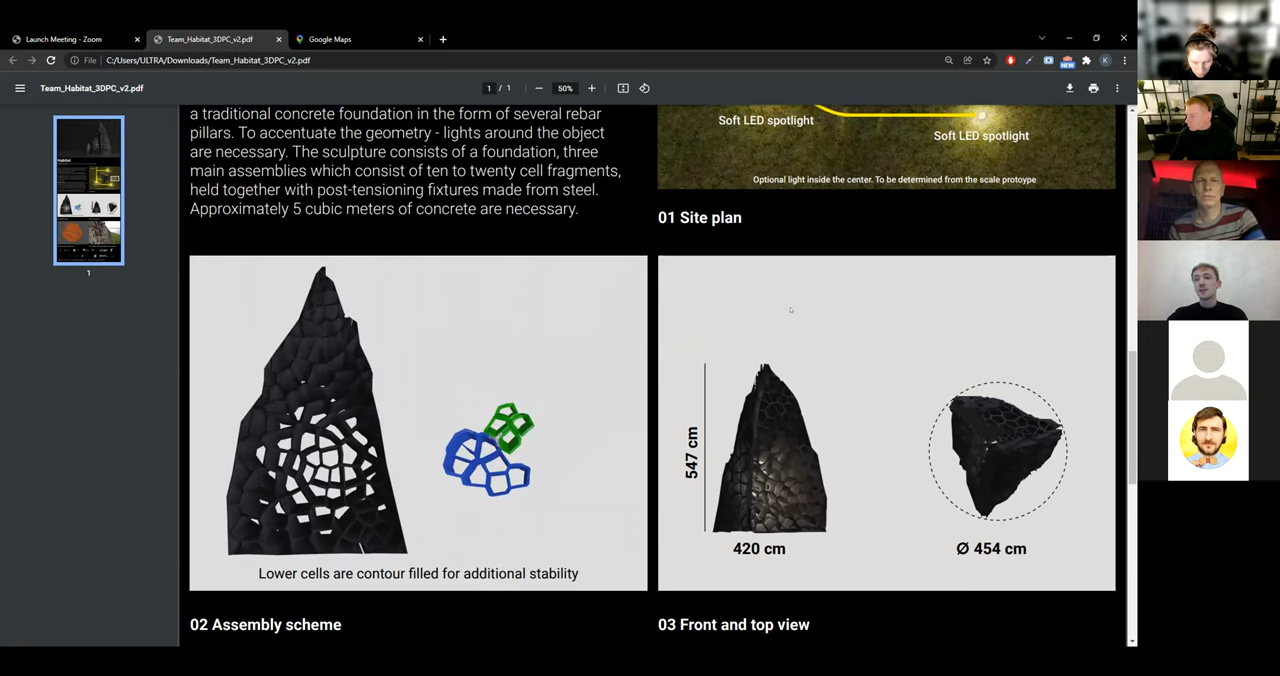 Launch Meeting - Zoom
Team_Habitat_3DPC_v2.pdf
Google Maps
File
C:/Users/ULTRA/Downloads/Team_Habitat_3DPC_v2.pdf
NEW
K
Team_Habitat_3DPC_v2.pdf
1 / 1
50%
1
a traditional concrete foundation in the form of several rebar
pillars. To accentuate the geometry - lights around the object
are necessary. The sculpture consists of a foundation, three
main assemblies which consist of ten to twenty cell fragments,
held together with post-tensioning fixtures made from steel.
Approximately 5 cubic meters of concrete are necessary.
Soft LED spotlight
Soft LED spotlight
Optional light inside the center. To be determined from the scale protoype
01 Site plan
Lower cells are contour filled for additional stability
02 Assembly scheme
547 cm
420 cm
Ø 454 cm
03 Front and top view